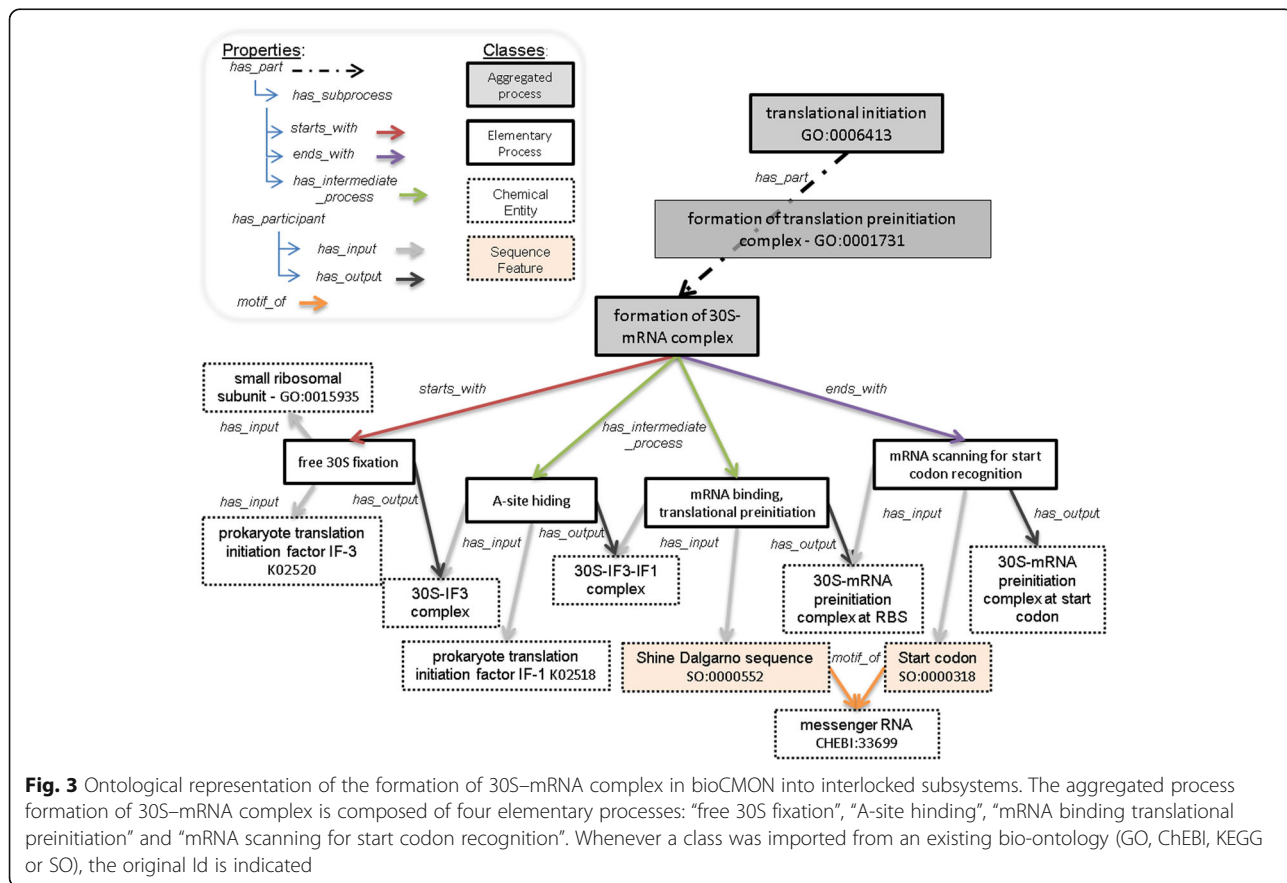 Properties:
has_part
has_subprocess
starts_with
ends_with
has_intermediate
_process
has_participant
has_input
has_output
motif_of
Classes:
Aggregated
process
Elementary
Process
Chemical
Entity
Sequence
Feature
translational initiation
GO:0006413
has_part
formation of translation preinitiation
complex - GO:0001731
formation of 30S-
mRNA complex
starts_with
has_intermediate
_process
ends_with
small ribosomal
subunit - GO:0015935
has_input
free 30S fixation
has_input
has_output
prokaryote translation
initiation factor IF-3
K02520
30S-IF3
complex
A-site hiding
has_input
has_output
prokaryote translation
initiation factor IF-1 K02518
30S-IF3-IF1
complex
mRNA binding,
translational preinitiation
has_input
has_output
Shine Dalgarno sequence
SO:0000552
30S-mRNA
preinitiation
complex at RBS
mRNA scanning for start
codon recognition
has_input
has_output
30S-mRNA
preinitiation
complex at start
codon
motif_of
Start codon
SO:0000318
messenger RNA
CHEBI:33699
Fig. 3 Ontological representation of the formation of 30S–mRNA complex in bioCMON into interlocked subsystems. The aggregated process
formation of 30S–mRNA complex is composed of four elementary processes: “free 30S fixation”, “A-site hinding”, “mRNA binding translational
preinitiation” and “mRNA scanning for start codon recognition”. Whenever a class was imported from an existing bio-ontology (GO, ChEBI, KEGG
or SO), the original Id is indicated